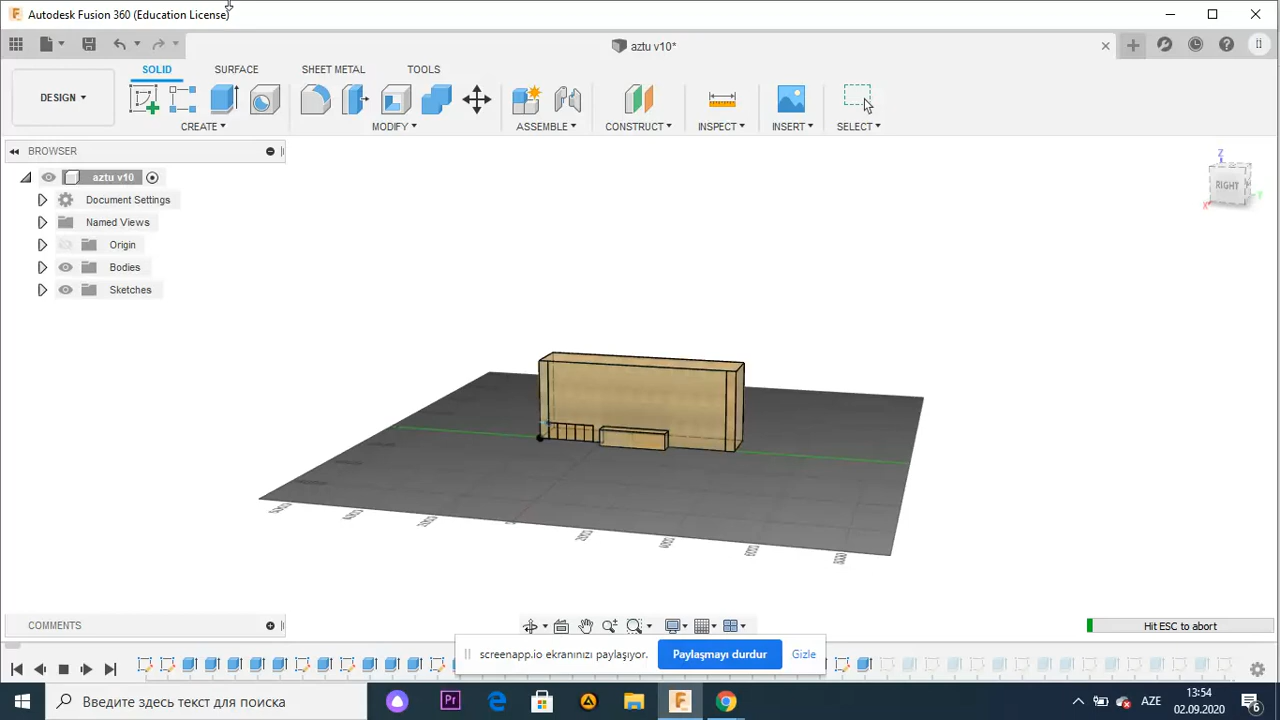 Autodesk Fusion 360 (Education License)
aztu v10*
DESIGN
SOLID
SURFACE
SHEET METAL
TOOLS
CREATE
MODIFY
ASSEMBLE
CONSTRUCT
INSPECT
INSERT
SELECT
BROWSER
aztu v10
Document Settings
Named Views
Origin
Bodies
Sketches
Z
RIGHT
X
Y
COMMENTS
Hit ESC to abort
screenapp.io ekranınızı paylaşıyor.
Paylaşmayı durdur
Gizle
Введите здесь текст для поиска
Pr
AZE
13:54
02.09.2020
6